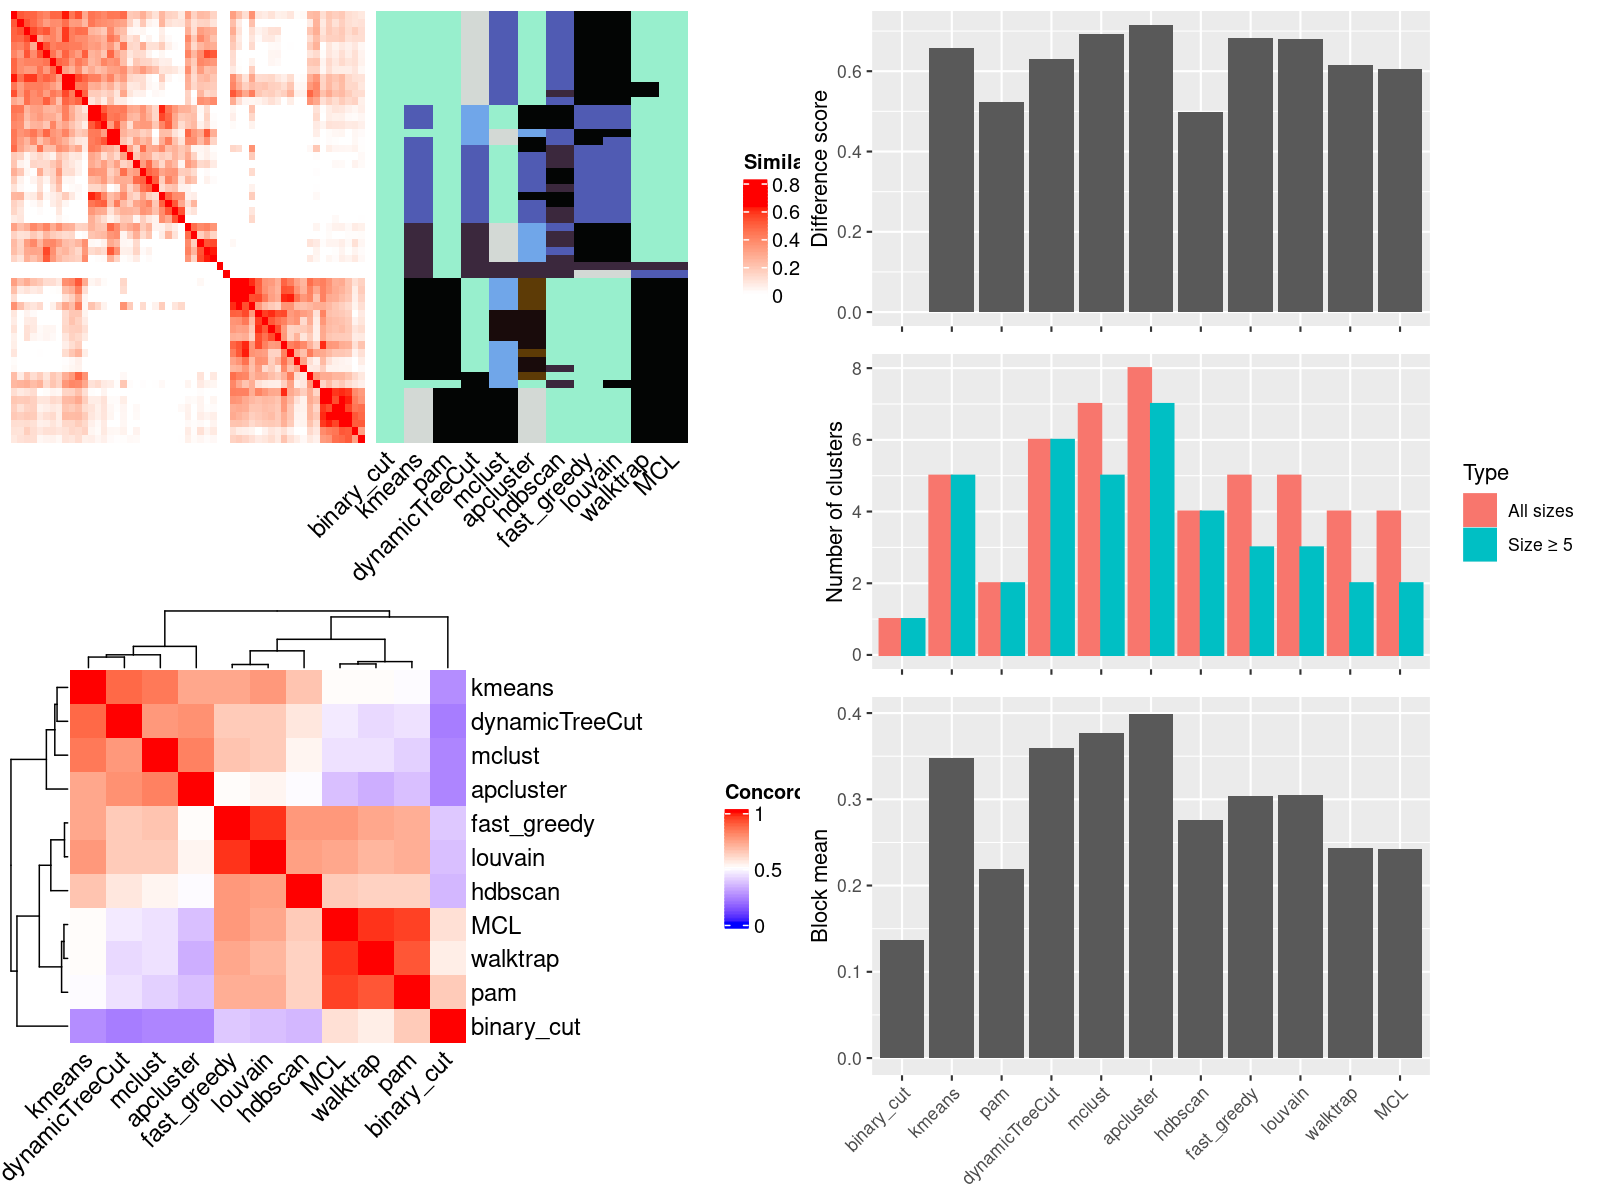 Simila
0.8
0.6
0.4
0.2
0
binary_cut
kmeans
pam
dynamicTreeCut
mclust
apcluster
hdbscan
fast_greedy
louvain
walktrap
MCL
Difference score
0.6
0.4
0.2
0.0
Number of clusters
8
6
4
2
0
Type
All sizes
Size ≥ 5
kmeans
dynamicTreeCut
mclust
apcluster
fast_greedy
louvain
hdbscan
MCL
walktrap
pam
binary_cut
kmeans
dynamicTreeCut
mclust
apcluster
fast_greedy
louvain
hdbscan
MCL
walktrap
pam
binary_cut
Concord
1
0.5
0
Block mean
0.4
0.3
0.2
0.1
0.0
binary_cut
kmeans
pam
dynamicTreeCut
mclust
apcluster
hdbscan
fast_greedy
louvain
walktrap
MCL